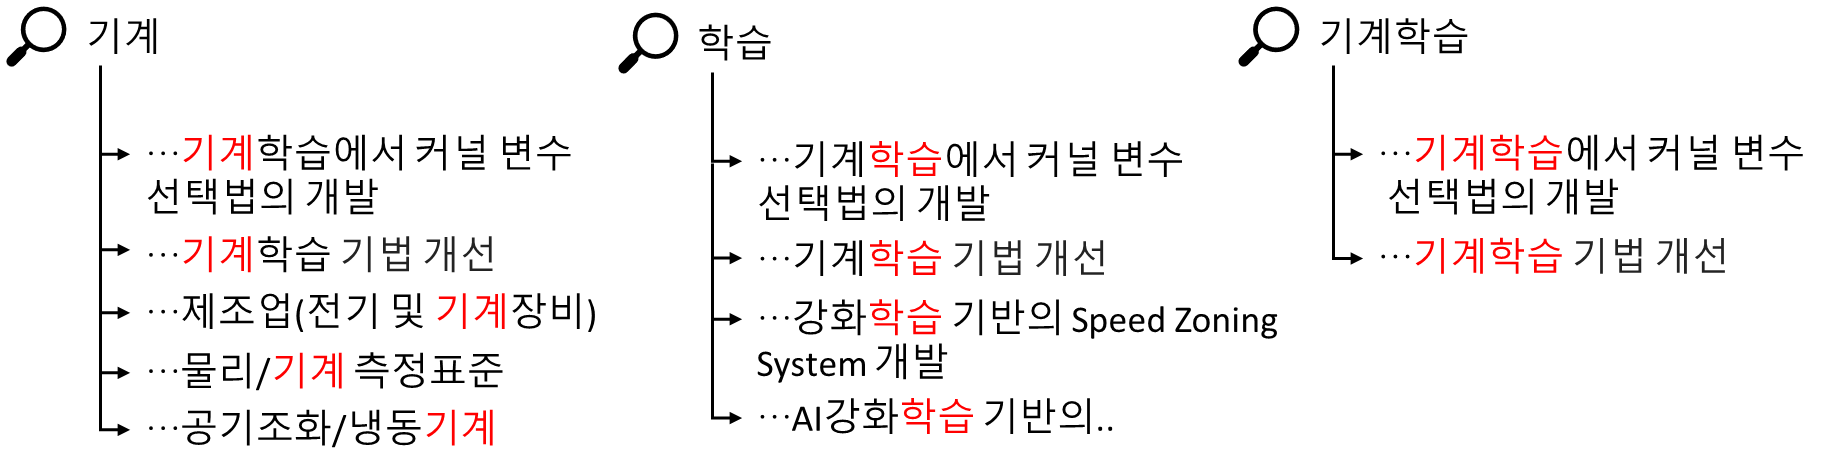 기계
…기계학습에서 커널 변수
선택법의 개발
…기계학습 기법 개선
…제조업(전기 및 기계장비)
…물리/기계 측정표준
…공기조화/냉동기계
학습
…기계학습에서 커널 변수
선택법의 개발
…기계학습 기법 개선
…강화학습 기반의 Speed Zoning
System 개발
…AI강화학습 기반의..
기계학습
…기계학습에서 커널 변수
선택법의 개발
…기계학습 기법 개선